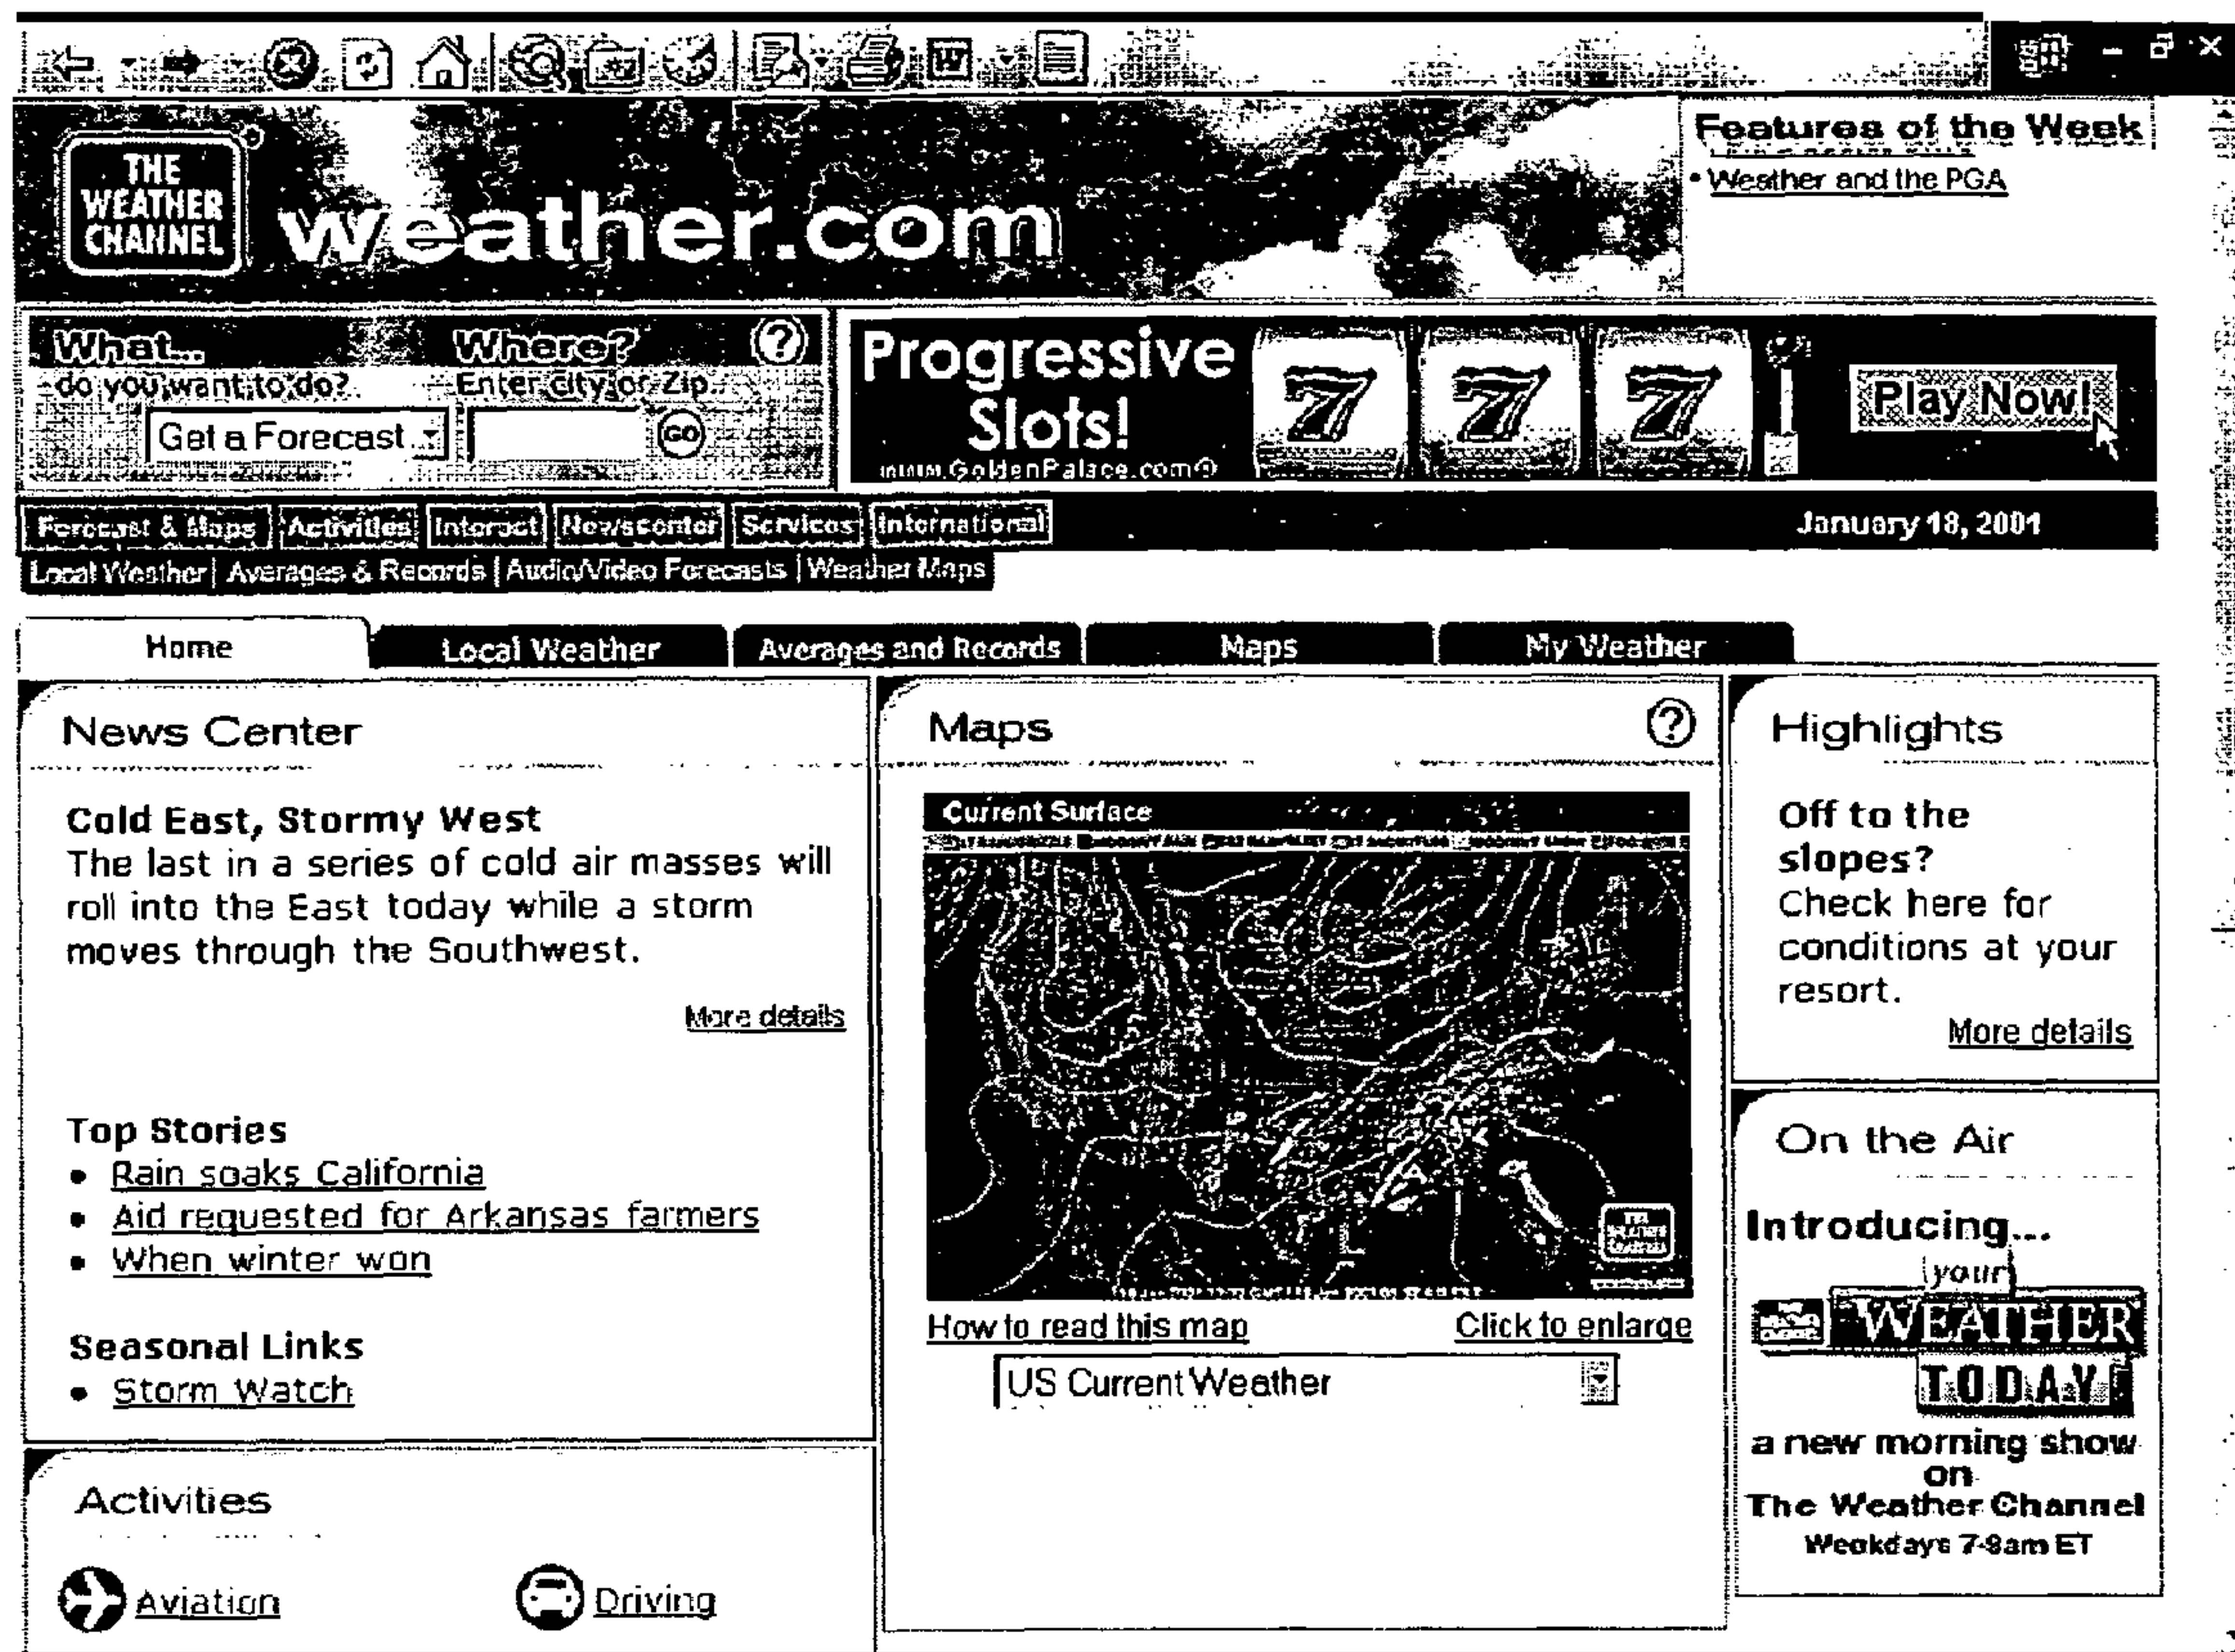 THE
WEATHER
CHANNEL
weather.com
Features of the Week
• Weather and the PGA
What... Where?
do you want to do? Enter city or Zip
Get a Forecast GO
Progressive
Slots!
www.GoldenPalace.com
7 7 7
Play Now!
Forecast & Maps Activities Interact Newscenter Services International January 18, 2001
Local Weather | Averages & Records | Audio/Video Forecasts | Weather Maps
Home Local Weather Averages and Records Maps My Weather
News Center
Cold East, Stormy West
The last in a series of cold air masses will
roll into the East today while a storm
moves through the Southwest.
More details
Top Stories
• Rain soaks California
• Aid requested for Arkansas farmers
• When winter won
Seasonal Links
• Storm Watch
Activities
Aviation Driving
Maps ?
Current Surface
THE
WEATHER
CHANNEL
How to read this map Click to enlarge
US Current Weather
Highlights
Off to the
slopes?
Check here for
conditions at your
resort.
More details
On the Air
Introducing...
your
WEATHER
TODAY
a new morning show
on
The Weather Channel
Weekdays 7-9am ET